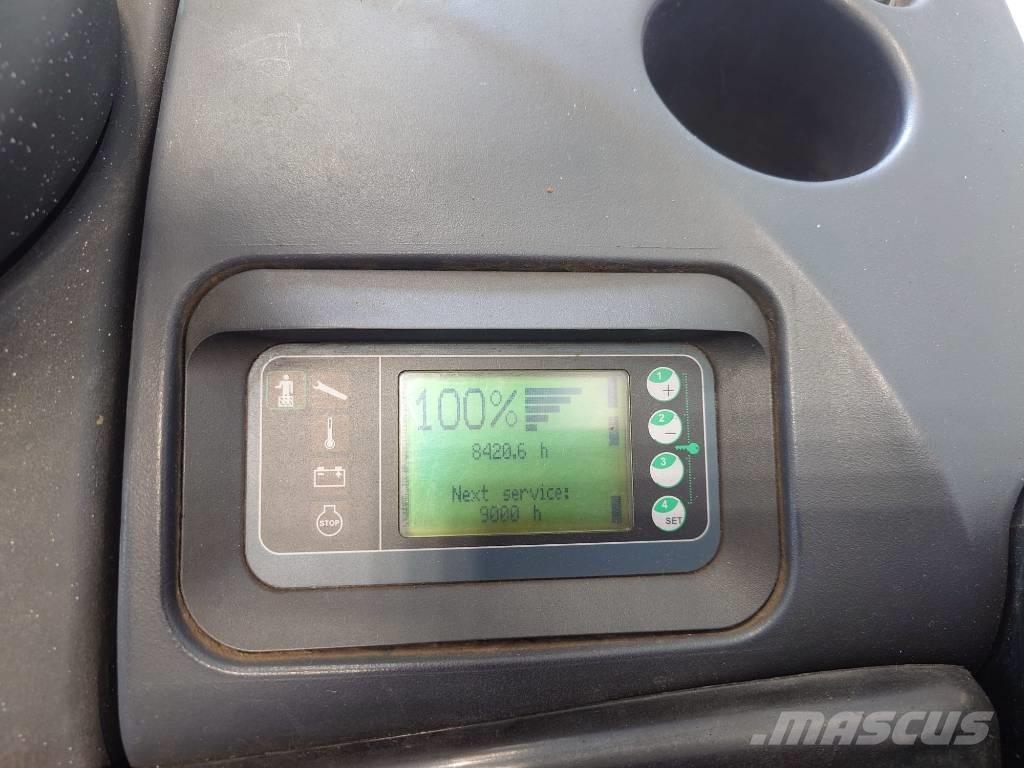 100%
8420.6 h
Next service:
9000 h
1
+
2
−
3
4
SET
STOP
MASCUS